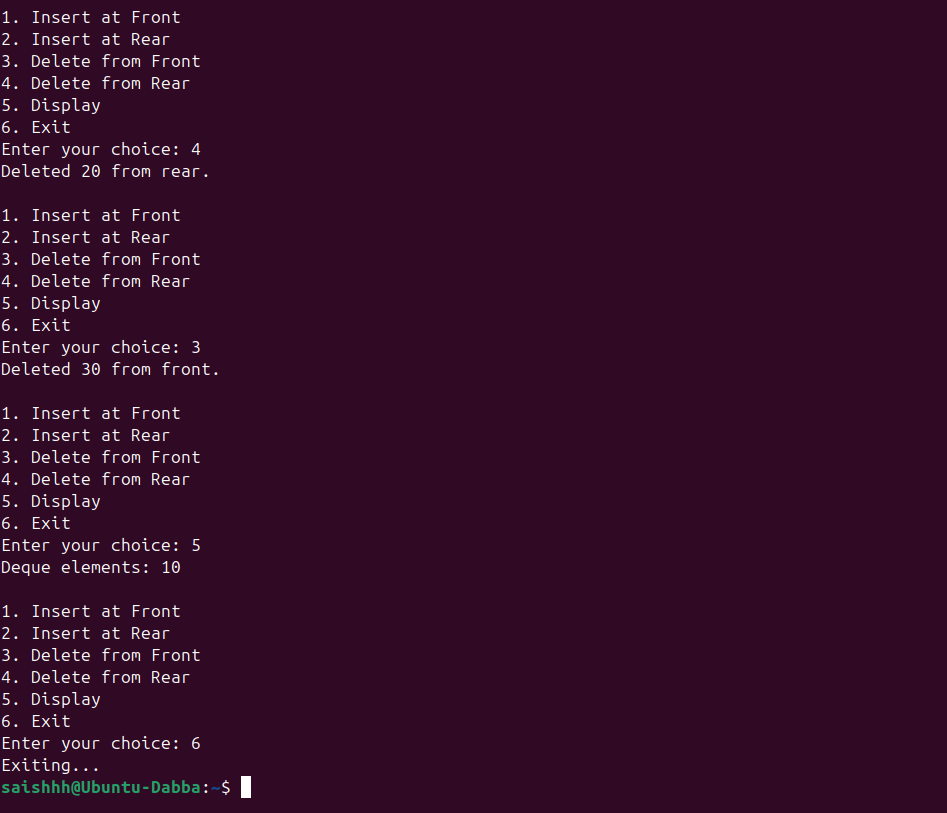 1. Insert at Front
2. Insert at Rear
3. Delete from Front
4. Delete from Rear
5. Display
6. Exit
Enter your choice: 4
Deleted 20 from rear.
1. Insert at Front
2. Insert at Rear
3. Delete from Front
4. Delete from Rear
5. Display
6. Exit
Enter your choice: 3
Deleted 30 from front.
1. Insert at Front
2. Insert at Rear
3. Delete from Front
4. Delete from Rear
5. Display
6. Exit
Enter your choice: 5
Deque elements: 10
1. Insert at Front
2. Insert at Rear
3. Delete from Front
4. Delete from Rear
5. Display
6. Exit
Enter your choice: 6
Exiting...
saishhh@Ubuntu-Dabba:~$